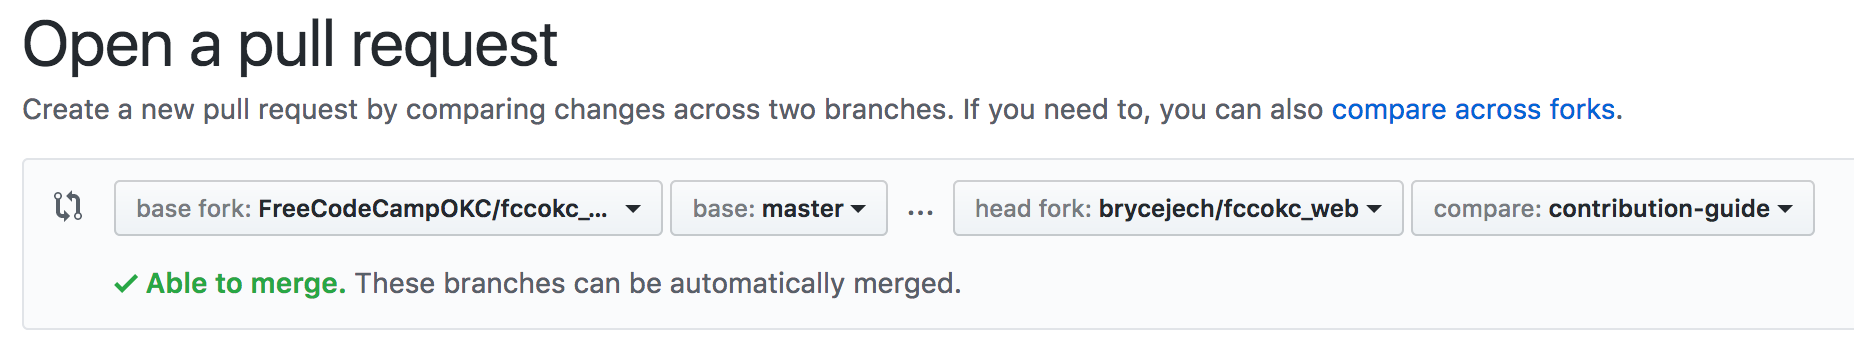 Open a pull request
Create a new pull request by comparing changes across two branches. If you need to, you can also compare across forks.
base fork: FreeCodeCampOKC/fccokc_... base: master ... head fork: brycejech/fccokc_web compare: contribution-guide
Able to merge. These branches can be automatically merged.